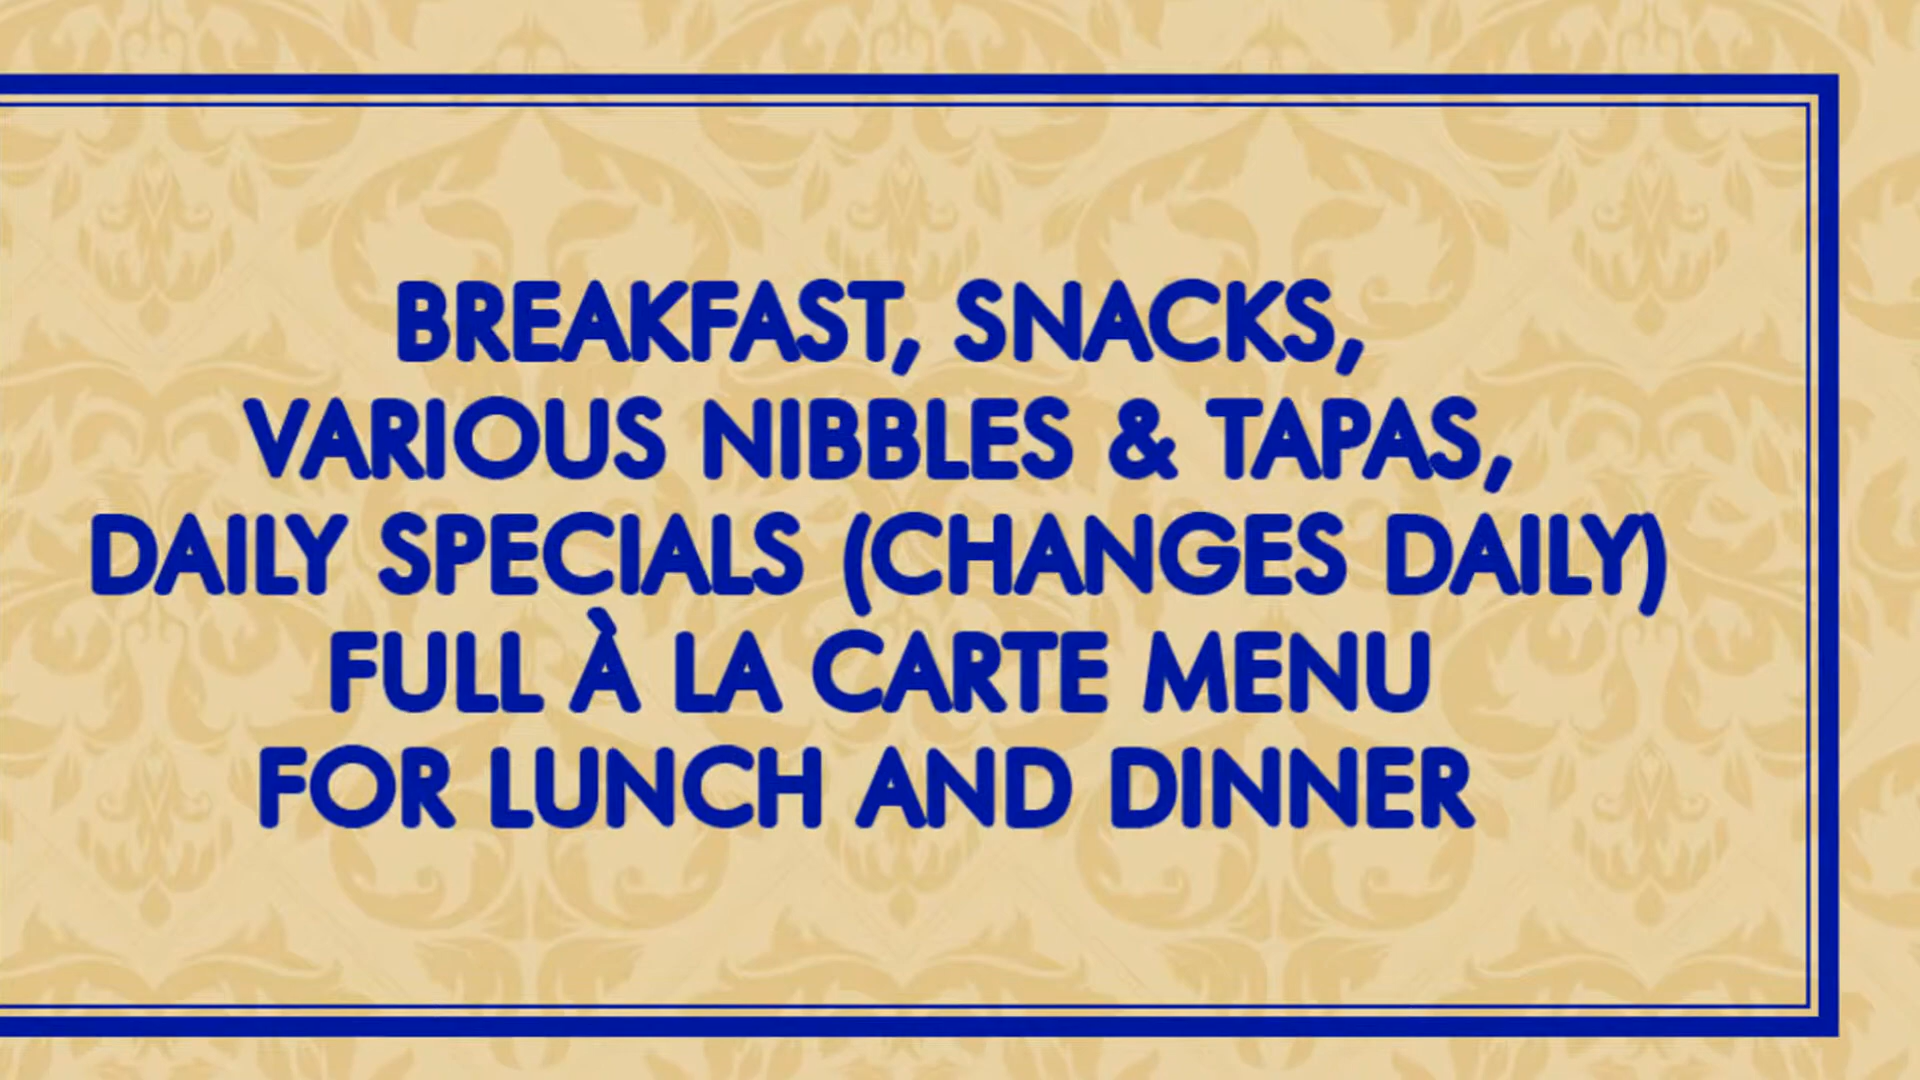 BREAKFAST, SNACKS,
VARIOUS NIBBLES & TAPAS,
DAILY SPECIALS (CHANGES DAILY)
FULL À LA CARTE MENU
FOR LUNCH AND DINNER